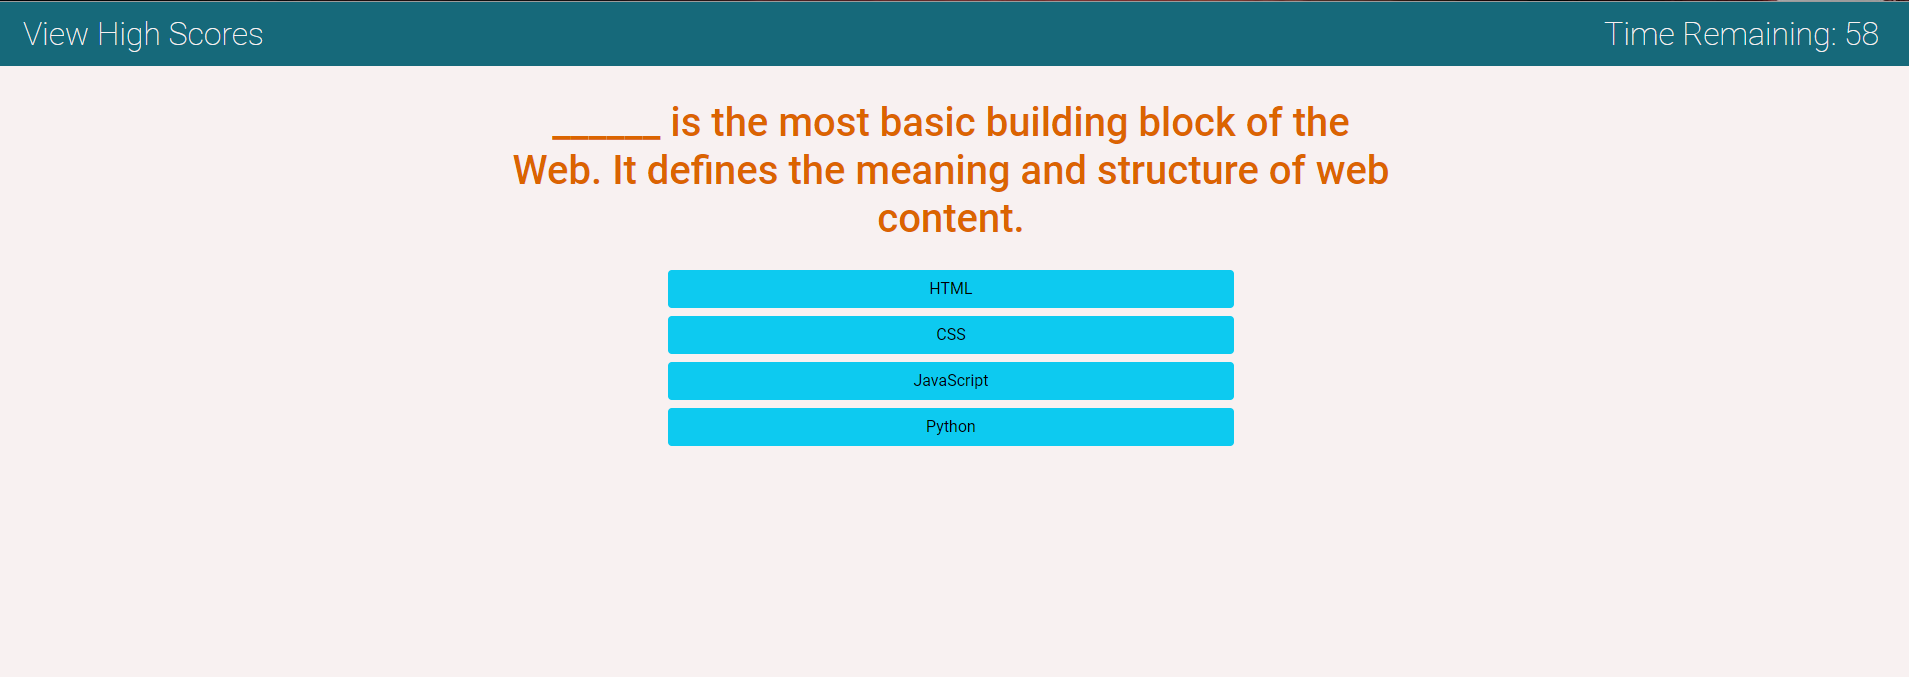 View High Scores
Time Remaining: 58
______ is the most basic building block of the
Web. It defines the meaning and structure of web
content.
HTML
CSS
JavaScript
Python